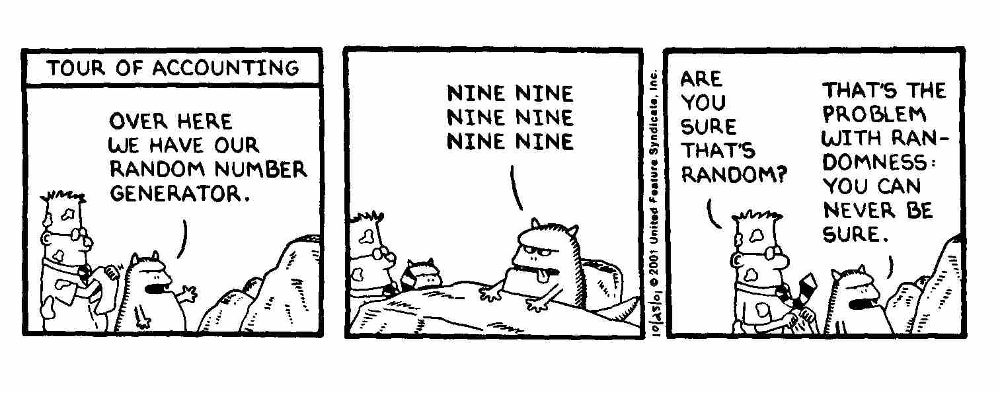 TOUR OF ACCOUNTING
OVER HERE
WE HAVE OUR
RANDOM NUMBER
GENERATOR.
NINE NINE
NINE NINE
NINE NINE
10/25/01 © 2001 United Feature Syndicate, Inc.
ARE
YOU
SURE
THAT'S
RANDOM?
THAT'S THE
PROBLEM
WITH RAN-
DOMNESS:
YOU CAN
NEVER BE
SURE.